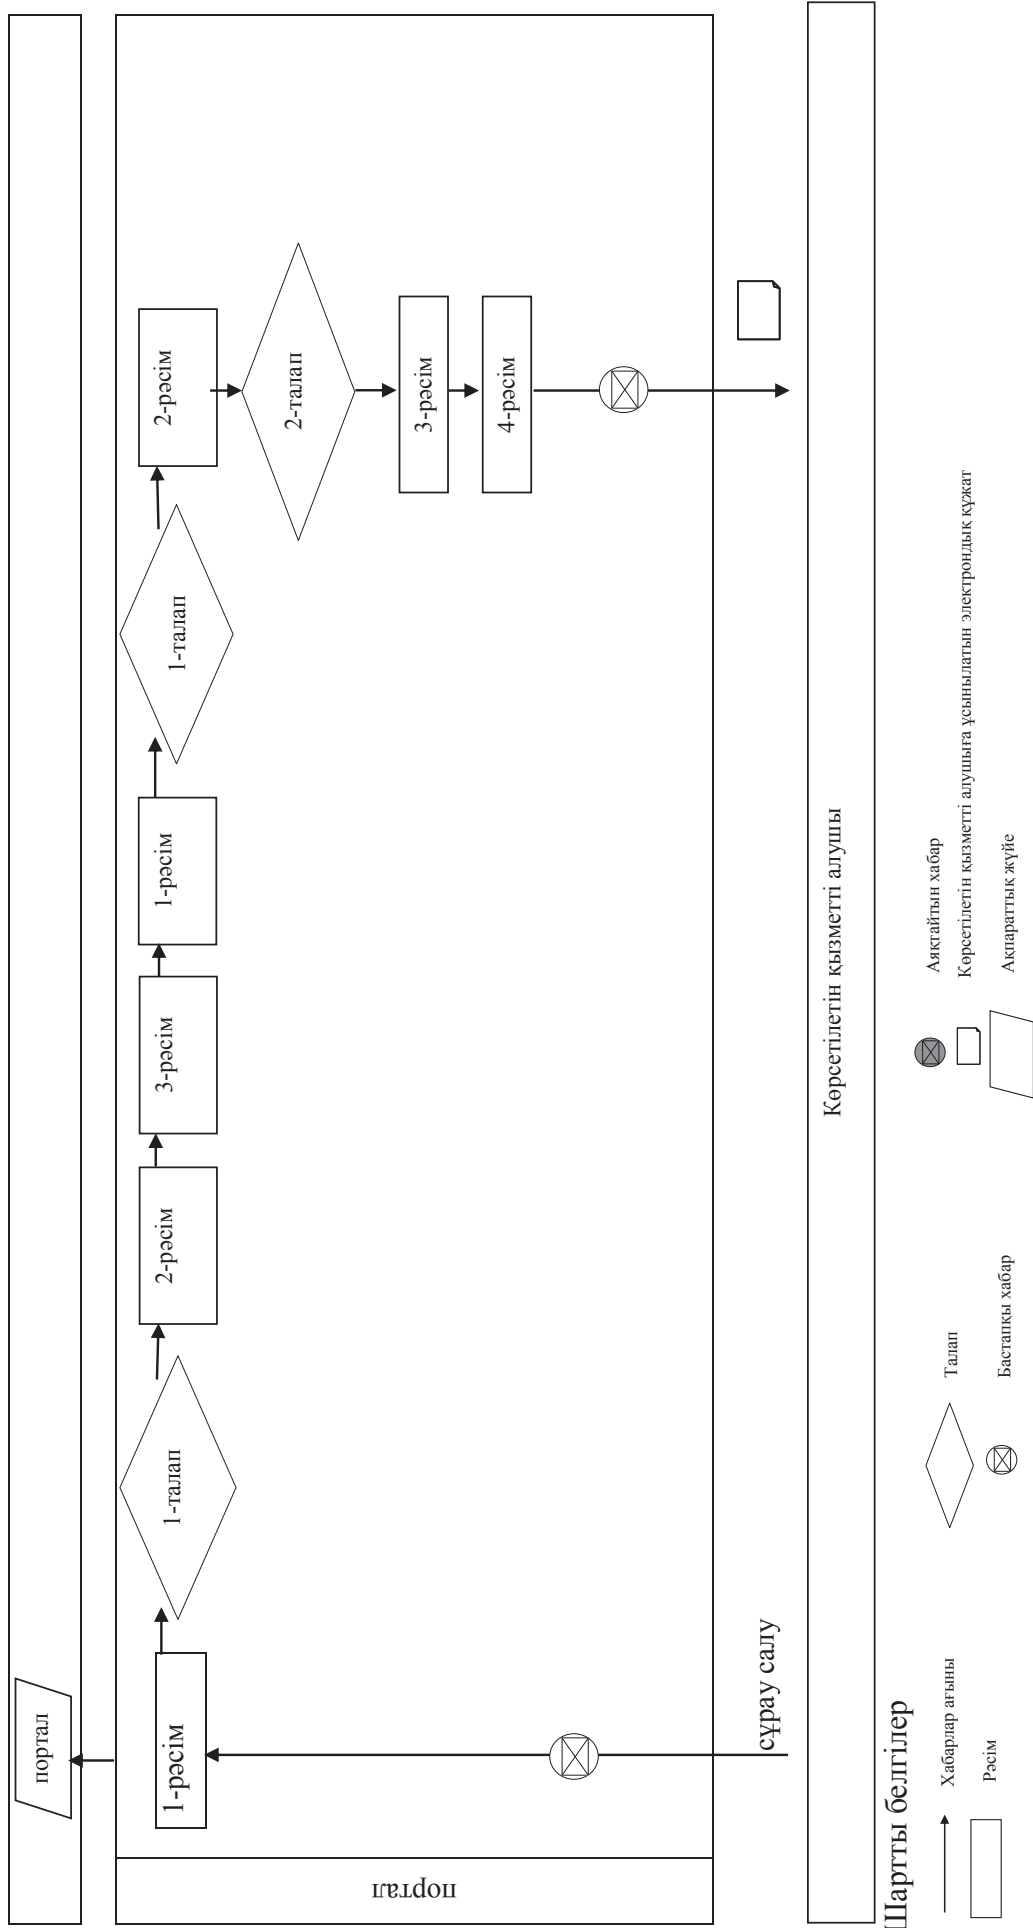 портал
портал
1-рәсім
1-талап
2-рәсім
3-рәсім
1-рәсім
1-талап
2-рәсім
2-талап
3-рәсім
4-рәсім
сұрау салу
Көрсетілетін қызметті алушы
Шартты белгілер
Хабарлар ағыны
Рәсім
Талап
Бастапқы хабар
Аяқтайтын хабар
Көрсетілетін қызметті алушыға ұсынылатын электрондық құжат
Ақпараттық жүйе